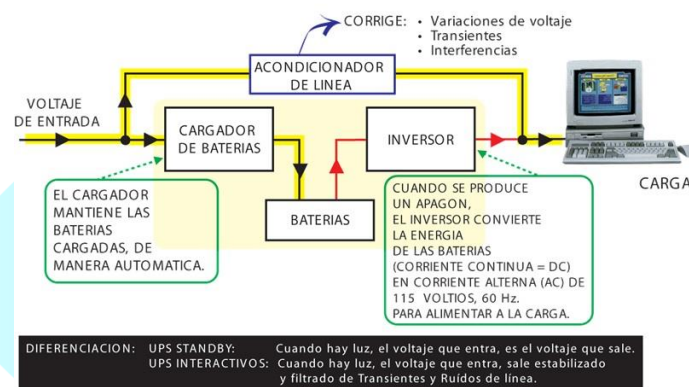 CORRIGE: • Variaciones de voltaje
• Transientes
• Interferencias
ACONDICIONADOR
DE LINEA
VOLTAJE
DE ENTRADA
CARGADOR
DE BATERIAS
INVERSOR
CARGA
EL CARGADOR
MANTIENE LAS
BATERIAS
CARGADAS, DE
MANERA AUTOMATICA.
BATERIAS
CUANDO SE PRODUCE
UN APAGON,
EL INVERSOR CONVIERTE
LA ENERGIA
DE LAS BATERIAS
(CORRIENTE CONTINUA = DC)
EN CORRIENTE ALTERNA (AC) DE
115 VOLTIOS, 60 Hz.
PARA ALIMENTAR A LA CARGA.
DIFERENCIACION: UPS STANDBY: Cuando hay luz, el voltaje que entra, es el voltaje que sale.
UPS INTERACTIVOS: Cuando hay luz, el voltaje que entra, sale estabilizado
y filtrado de Transientes y Ruídos de línea.